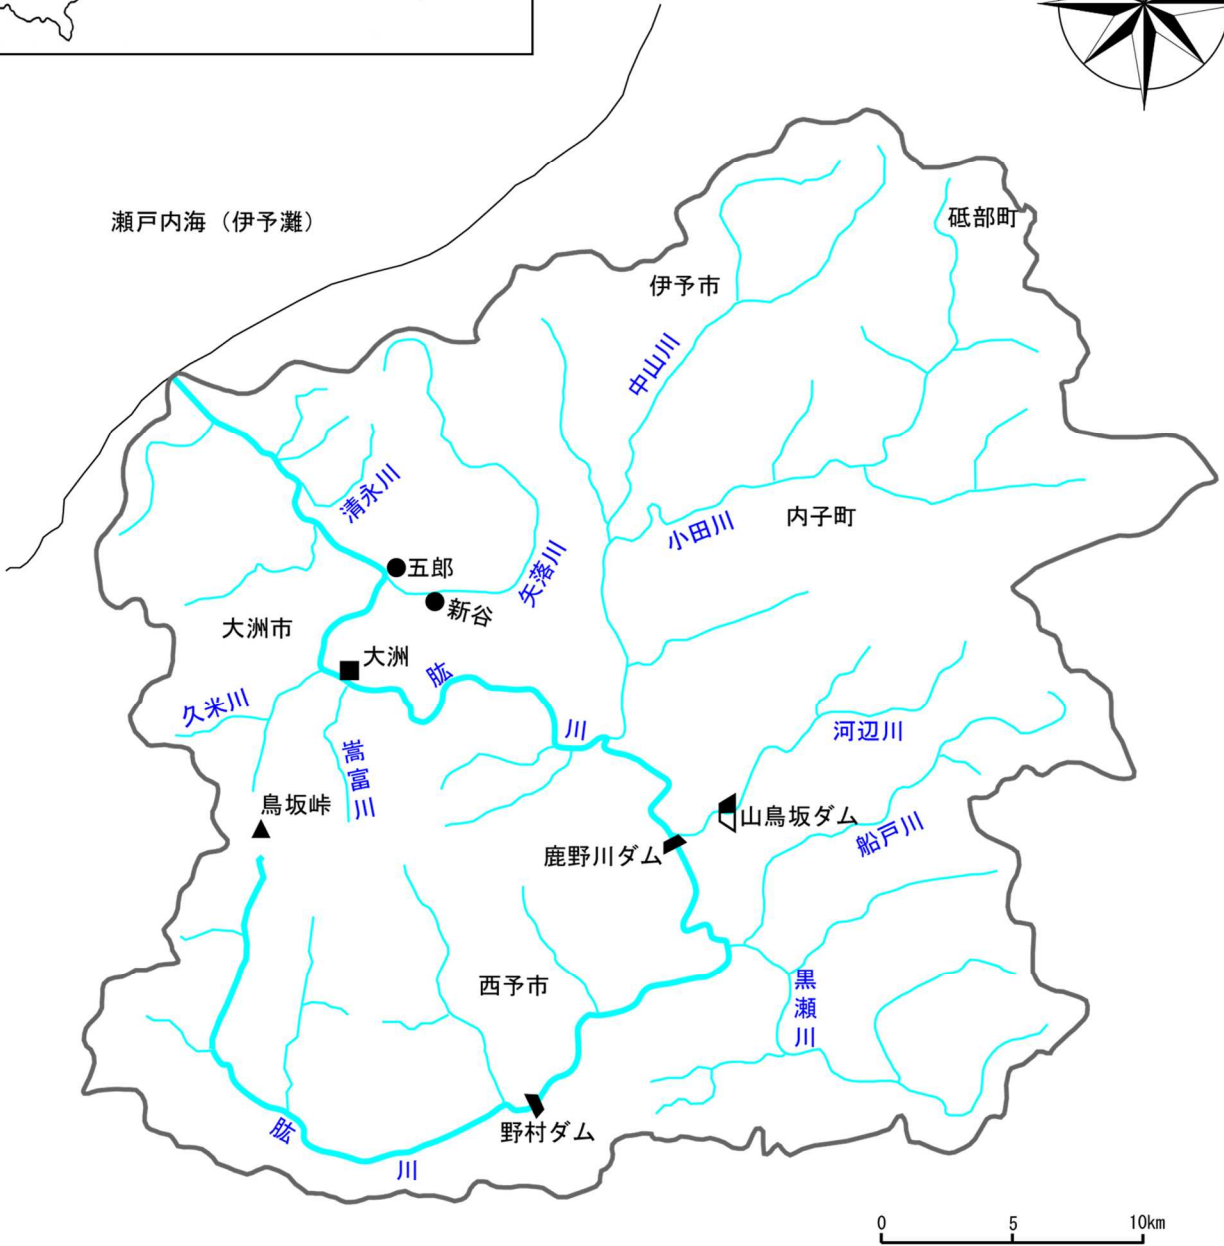 瀬戸内海（伊予灘）
砥部町
伊予市
中山川
清永川
小田川
内子町
矢落川
五郎
新谷
大洲市
大洲
肱
川
久米川
嵩富川
河辺川
鳥坂峠
山鳥坂ダム
船戸川
鹿野川ダム
西予市
黒瀬川
野村ダム
肱
川
0 5 10km